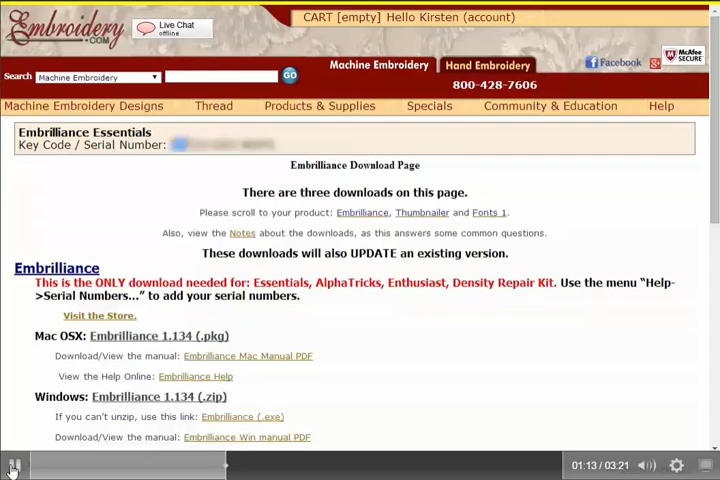 CART [empty] Hello Kirsten (account)
Embroidery.COM
Live Chat
offline
McAfee
SECURE
Machine Embroidery
Hand Embroidery
Facebook
Search Machine Embroidery GO
800-428-7606
Machine Embroidery Designs Thread Products & Supplies Specials Community & Education Help
Embrilliance Essentials
Key Code / Serial Number:
Embrilliance Download Page
There are three downloads on this page.
Please scroll to your product: Embrilliance, Thumbnailer and Fonts 1.
Also, view the Notes about the downloads, as this answers some common questions.
These downloads will also UPDATE an existing version.
Embrilliance
This is the ONLY download needed for: Essentials, AlphaTricks, Enthusiast, Density Repair Kit. Use the menu “Help-
>Serial Numbers...” to add your serial numbers.
Visit the Store.
Mac OSX: Embrilliance 1.134 (.pkg)
Download/View the manual: Embrilliance Mac Manual PDF
View the Help Online: Embrilliance Help
Windows: Embrilliance 1.134 (.zip)
If you can’t unzip, use this link: Embrilliance (.exe)
Download/View the manual: Embrilliance Win manual PDF
01:13 / 03:21